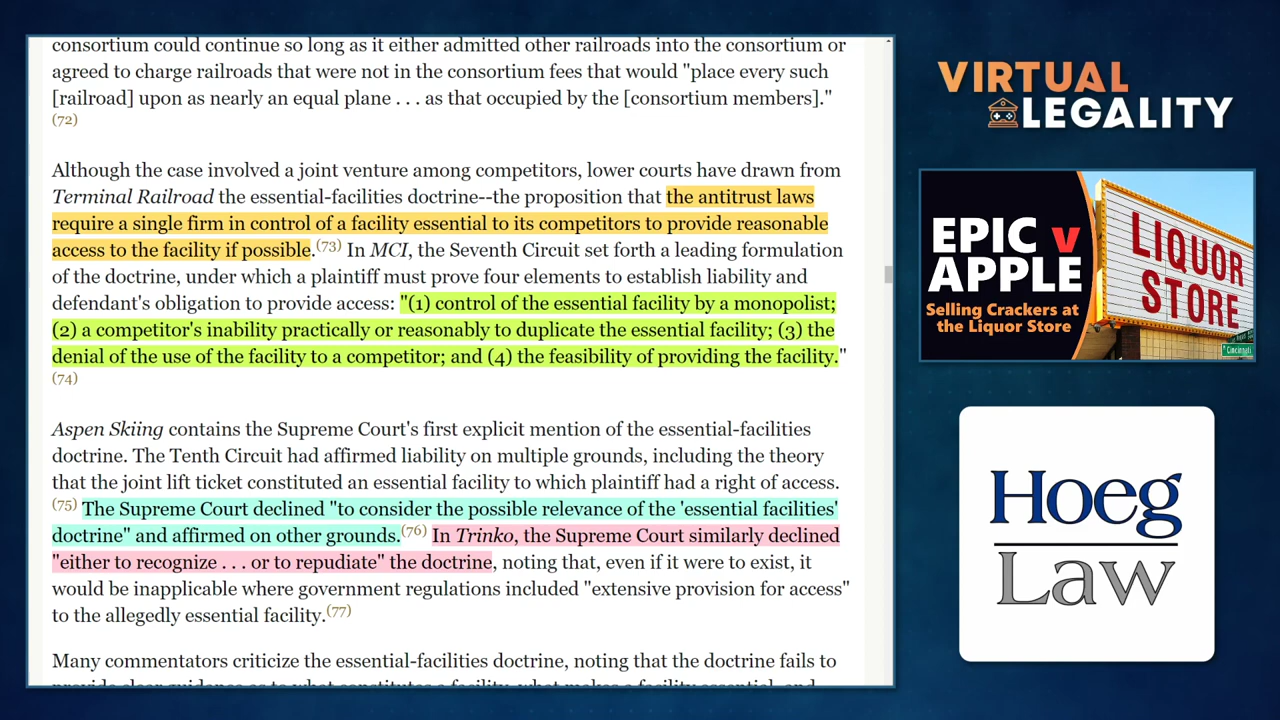 consortium could continue so long as it either admitted other railroads into the consortium or
agreed to charge railroads that were not in the consortium fees that would "place every such
[railroad] upon as nearly an equal plane . . . as that occupied by the [consortium members]."
(72)
Although the case involved a joint venture among competitors, lower courts have drawn from
Terminal Railroad the essential-facilities doctrine--the proposition that the antitrust laws
require a single firm in control of a facility essential to its competitors to provide reasonable
access to the facility if possible.(73) In MCI, the Seventh Circuit set forth a leading formulation
of the doctrine, under which a plaintiff must prove four elements to establish liability and
defendant's obligation to provide access: "(1) control of the essential facility by a monopolist;
(2) a competitor's inability practically or reasonably to duplicate the essential facility; (3) the
denial of the use of the facility to a competitor; and (4) the feasibility of providing the facility."
(74)
Aspen Skiing contains the Supreme Court's first explicit mention of the essential-facilities
doctrine. The Tenth Circuit had affirmed liability on multiple grounds, including the theory
that the joint lift ticket constituted an essential facility to which plaintiff had a right of access.
(75) The Supreme Court declined "to consider the possible relevance of the 'essential facilities'
doctrine" and affirmed on other grounds.(76) In Trinko, the Supreme Court similarly declined
"either to recognize . . . or to repudiate" the doctrine, noting that, even if it were to exist, it
would be inapplicable where government regulations included "extensive provision for access"
to the allegedly essential facility.(77)
Many commentators criticize the essential-facilities doctrine, noting that the doctrine fails to
provide clear guidance as to what constitutes a facility, what makes a facility essential, and
VIRTUAL
LEGALITY
EPIC v
APPLE
Selling Crackers at
the Liquor Store
LIQUOR
STORE
Cincinnati
Hoeg
Law